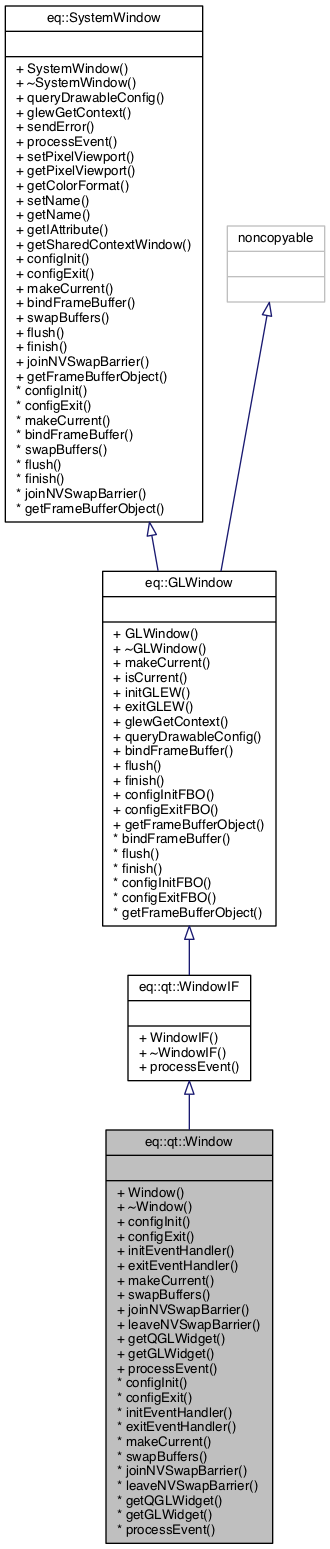 eq::SystemWindow
+ SystemWindow()
+ ~SystemWindow()
+ queryDrawableConfig()
+ glewGetContext()
+ sendError()
+ processEvent()
+ setPixelViewport()
+ getPixelViewport()
+ getColorFormat()
+ setName()
+ getName()
+ getIAttribute()
+ getSharedContextWindow()
+ configInit()
+ configExit()
+ makeCurrent()
+ bindFrameBuffer()
+ swapBuffers()
+ flush()
+ finish()
+ joinNVSwapBarrier()
+ getFrameBufferObject()
* configInit()
* configExit()
* makeCurrent()
* bindFrameBuffer()
* swapBuffers()
* flush()
* finish()
* joinNVSwapBarrier()
* getFrameBufferObject()
noncopyable
eq::GLWindow
+ GLWindow()
+ ~GLWindow()
+ makeCurrent()
+ isCurrent()
+ initGLEW()
+ exitGLEW()
+ glewGetContext()
+ queryDrawableConfig()
+ bindFrameBuffer()
+ flush()
+ finish()
+ configInitFBO()
+ configExitFBO()
+ getFrameBufferObject()
* bindFrameBuffer()
* flush()
* finish()
* configInitFBO()
* configExitFBO()
* getFrameBufferObject()
eq::qt::WindowIF
+ WindowIF()
+ ~WindowIF()
+ processEvent()
eq::qt::Window
+ Window()
+ ~Window()
+ configInit()
+ configExit()
+ initEventHandler()
+ exitEventHandler()
+ makeCurrent()
+ swapBuffers()
+ joinNVSwapBarrier()
+ leaveNVSwapBarrier()
+ getQGLWidget()
+ getGLWidget()
+ processEvent()
* configInit()
* configExit()
* initEventHandler()
* exitEventHandler()
* makeCurrent()
* swapBuffers()
* joinNVSwapBarrier()
* leaveNVSwapBarrier()
* getQGLWidget()
* getGLWidget()
* processEvent()